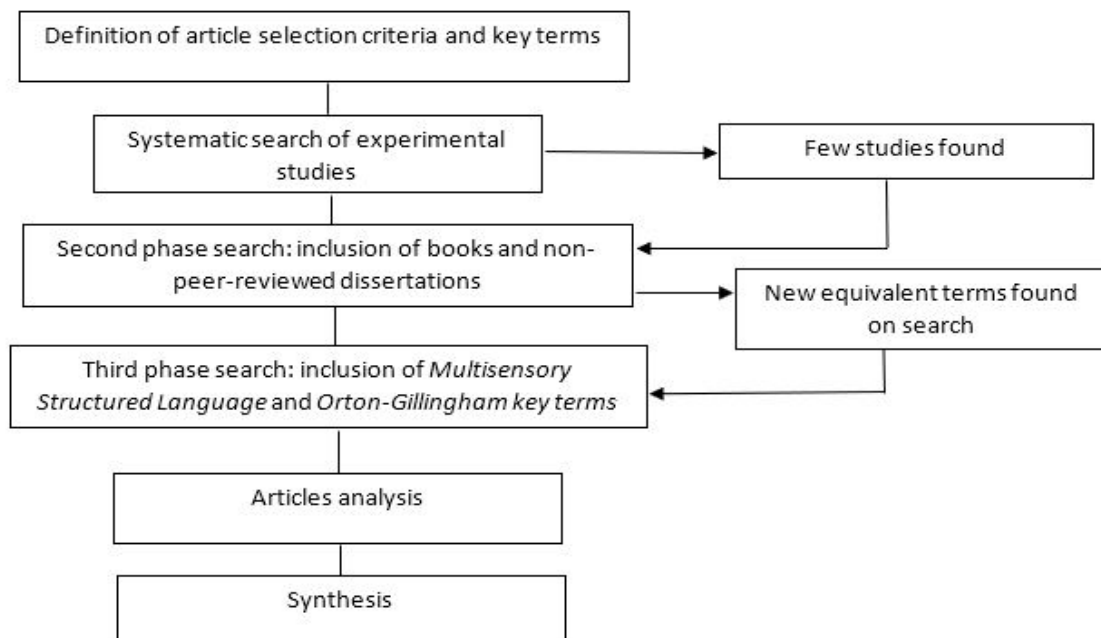 Definition of article selection criteria and key terms
Systematic search of experimental
studies
Few studies found
Second phase search: inclusion of books and non-
peer-reviewed dissertations
New equivalent terms found
on search
Third phase search: inclusion of Multisensory
Structured Language and Orton-Gillingham key terms
Articles analysis
Synthesis